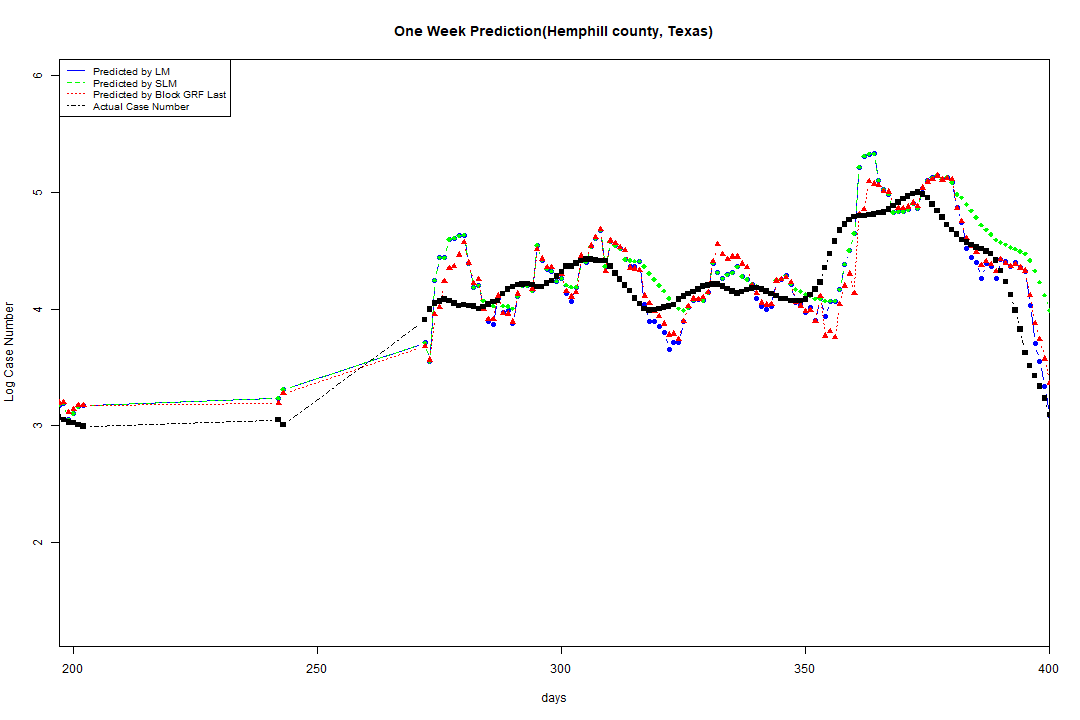 One Week Prediction(Hemphill county, Texas)
Predicted by LM
Predicted by SLM
Predicted by Block GRF Last
Actual Case Number
6
5
4
3
2
Log Case Number
200 250 300 350 400
days